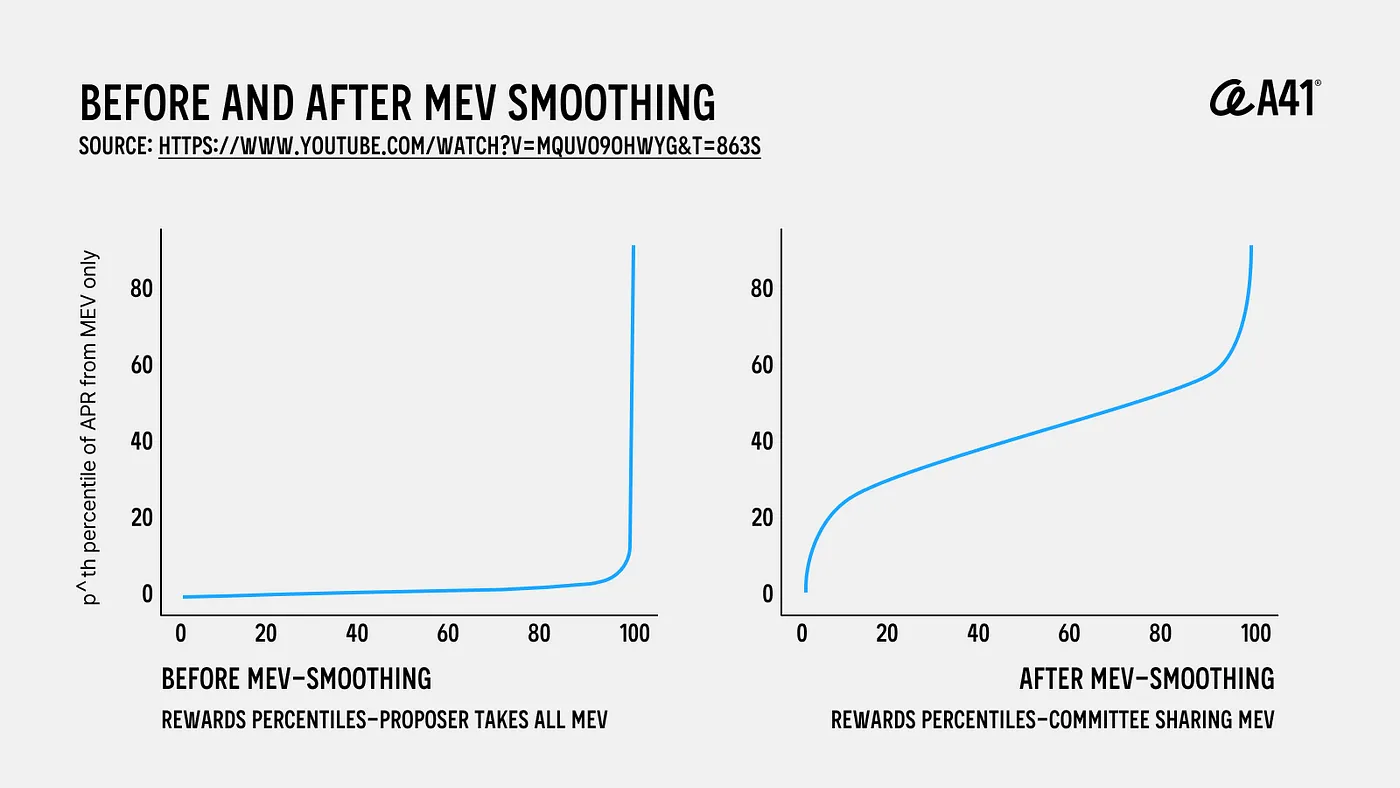 BEFORE AND AFTER MEV SMOOTHING
SOURCE: HTTPS://WWW.YOUTUBE.COM/WATCH?V=MQUVO9OHWYG&T=863S
A41®
p^th percentile of APR from MEV only
80
60
40
20
0
0 20 40 60 80 100
BEFORE MEV-SMOOTHING
REWARDS PERCENTILES-PROPOSER TAKES ALL MEV
80
60
40
20
0
0 20 40 60 80 100
AFTER MEV-SMOOTHING
REWARDS PERCENTILES-COMMITTEE SHARING MEV